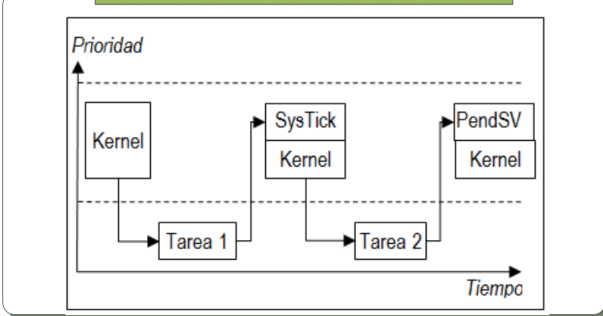 Prioridad
Kernel
SysTick
Kernel
PendSV
Kernel
Tarea 1
Tarea 2
Tiempo